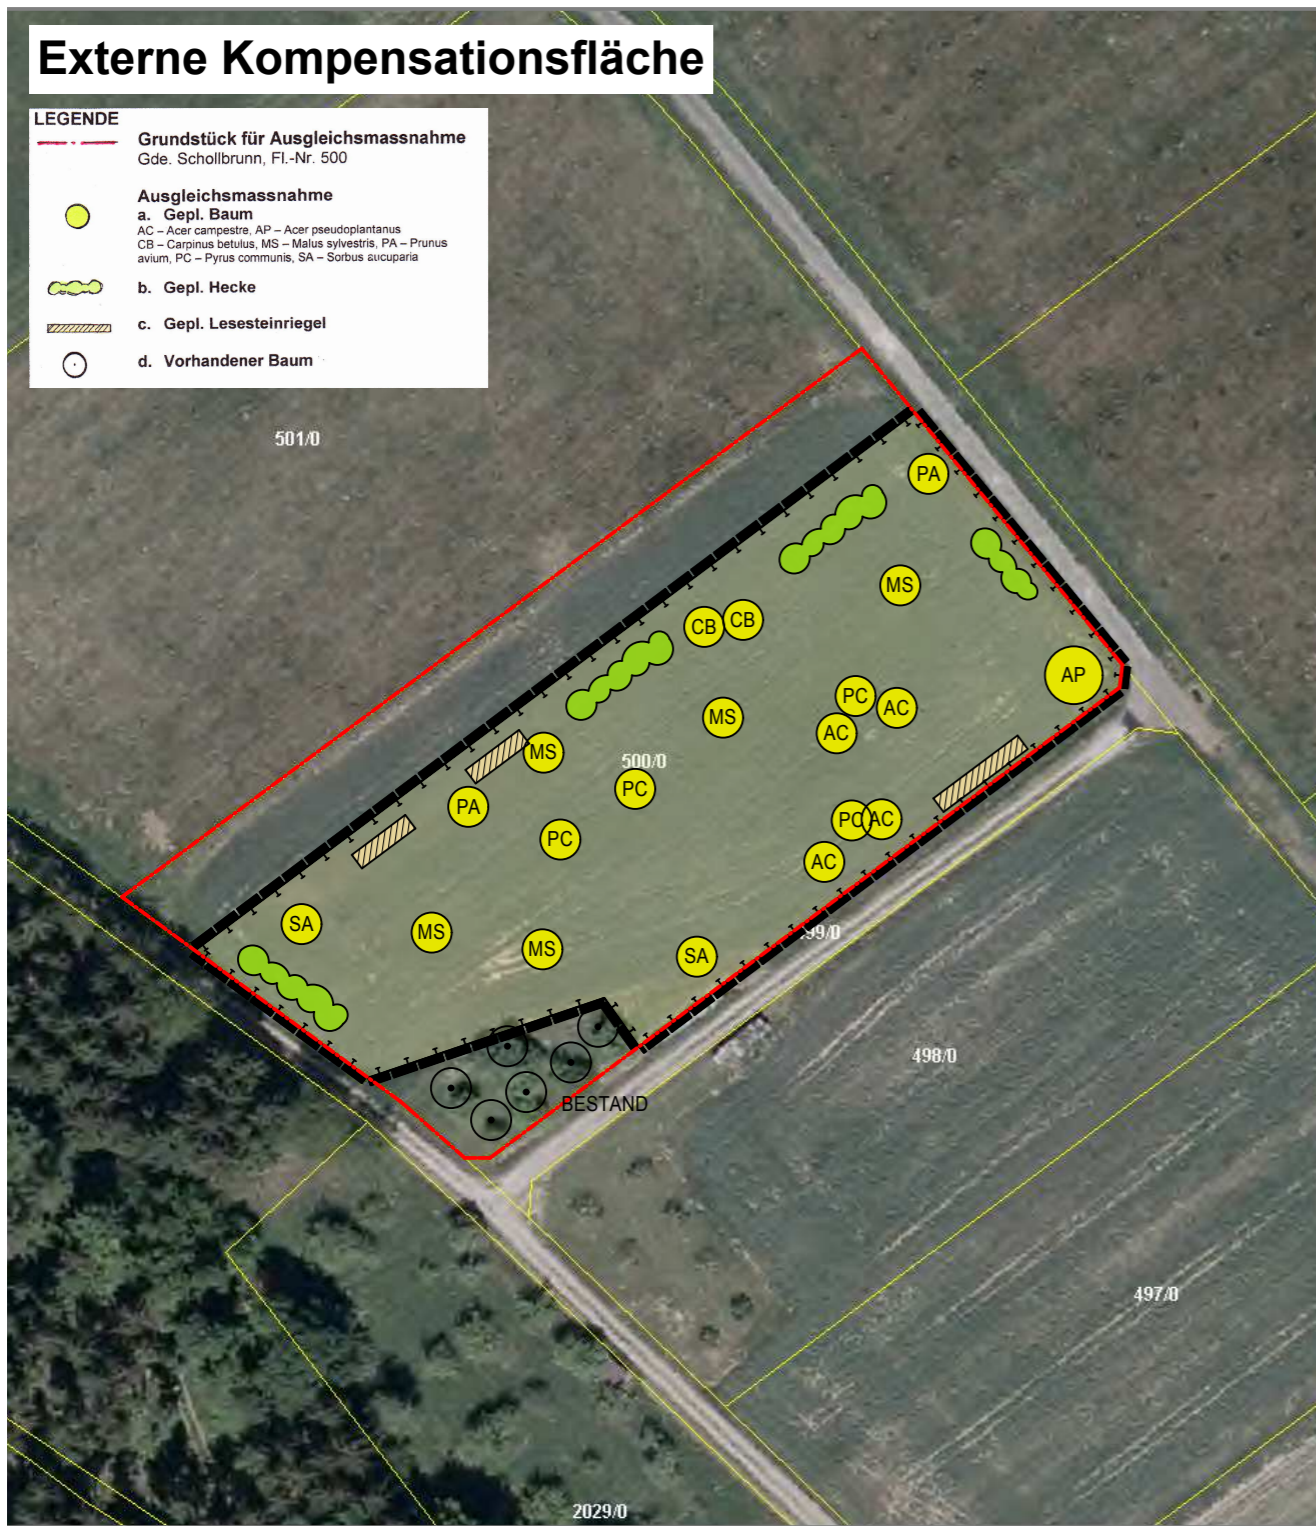 Externe Kompensationsfläche
LEGENDE
Grundstück für Ausgleichsmassnahme
Gde. Schollbrunn, Fl.-Nr. 500
Ausgleichsmassnahme
a. Gepl. Baum
AC – Acer campestre, AP – Acer pseudoplantanus
CB – Carpinus betulus, MS – Malus sylvestris, PA – Prunus
avium, PC – Pyrus communis, SA – Sorbus aucuparia
b. Gepl. Hecke
c. Gepl. Lesesteinriegel
d. Vorhandener Baum
501/0
PA
MS
CB CB
AP
PC
AC
MS
AC
MS
500/0
PC
PA
PC AC
PC
AC
SA
MS
MS
SA
99/0
498/0
BESTAND
497/0
2029/0